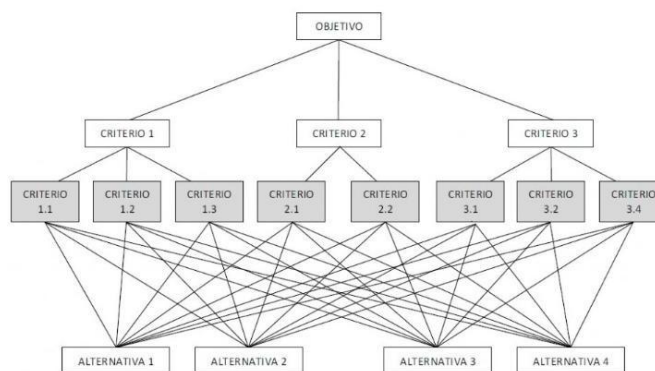 OBJETIVO
CRITERIO 1
CRITERIO 2
CRITERIO 3
CRITERIO
1.1
CRITERIO
1.2
CRITERIO
1.3
CRITERIO
2.1
CRITERIO
2.2
CRITERIO
3.1
CRITERIO
3.2
CRITERIO
3.4
ALTERNATIVA 1
ALTERNATIVA 2
ALTERNATIVA 3
ALTERNATIVA 4